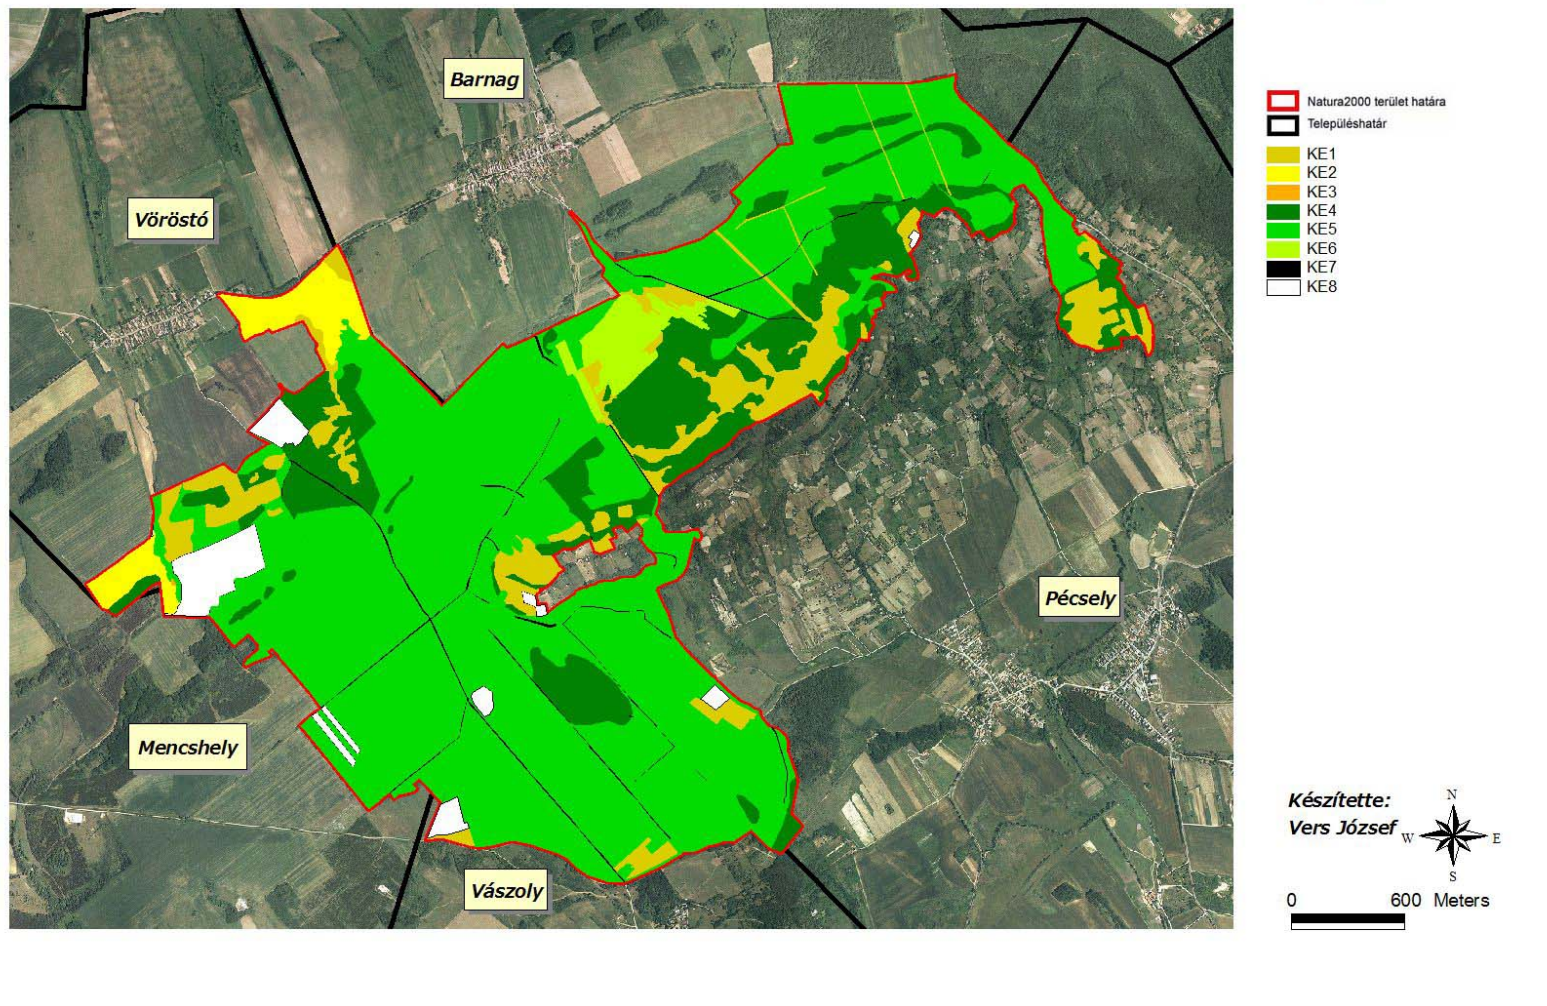 Barnag
Vöröstó
Pécsely
Mencshely
Vászoly
Natura2000 terület határa
Településhatár
KE1
KE2
KE3
KE4
KE5
KE6
KE7
KE8
Készítette:
Vers József
N
W E
S
0 600 Meters